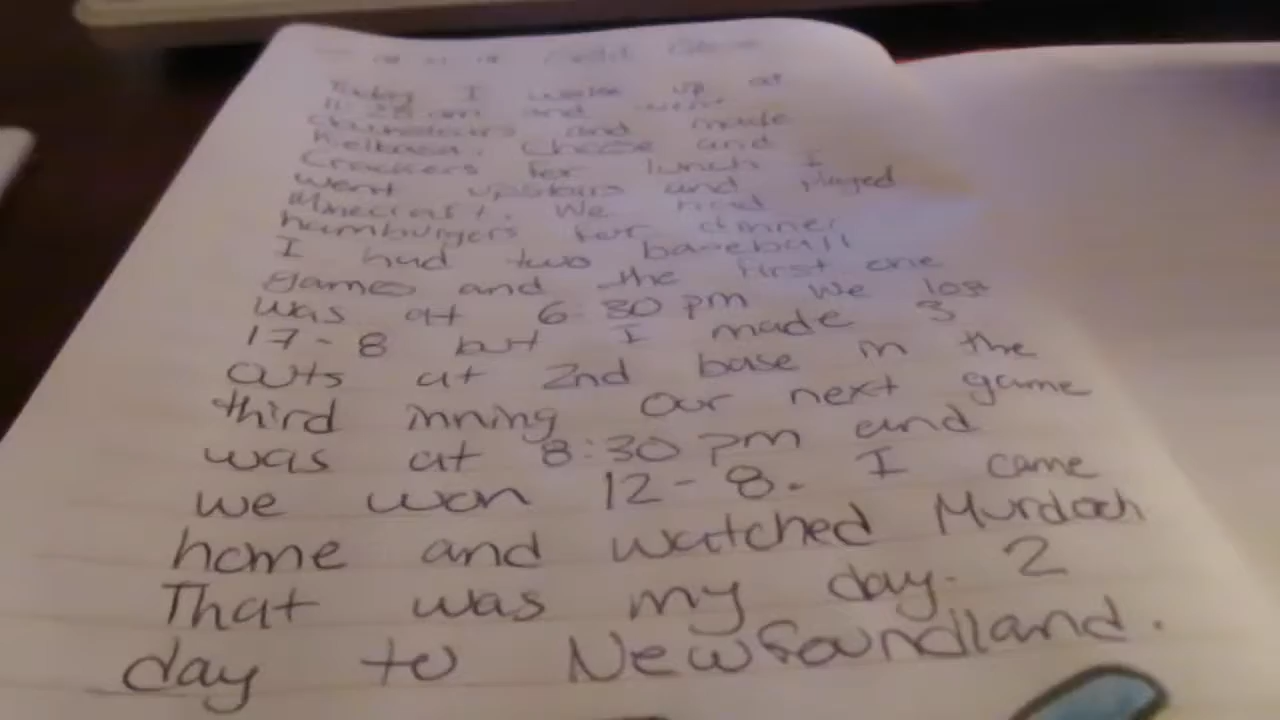 Today I woke up at
11:28 am and went
downstairs and made
Kielbasa, cheese and
crackers for lunch I
went upstairs and played
Minecraft. We had
hamburgers for dinner
I had two baseball
games and the first one
was at 6:30 pm we lost
17-8 but I made 3
outs at 2nd base in the
third inning Our next game
was at 8:30 pm and
we won 12-8. I came
home and watched Murdoch
That was my day. 2
day to Newfoundland.